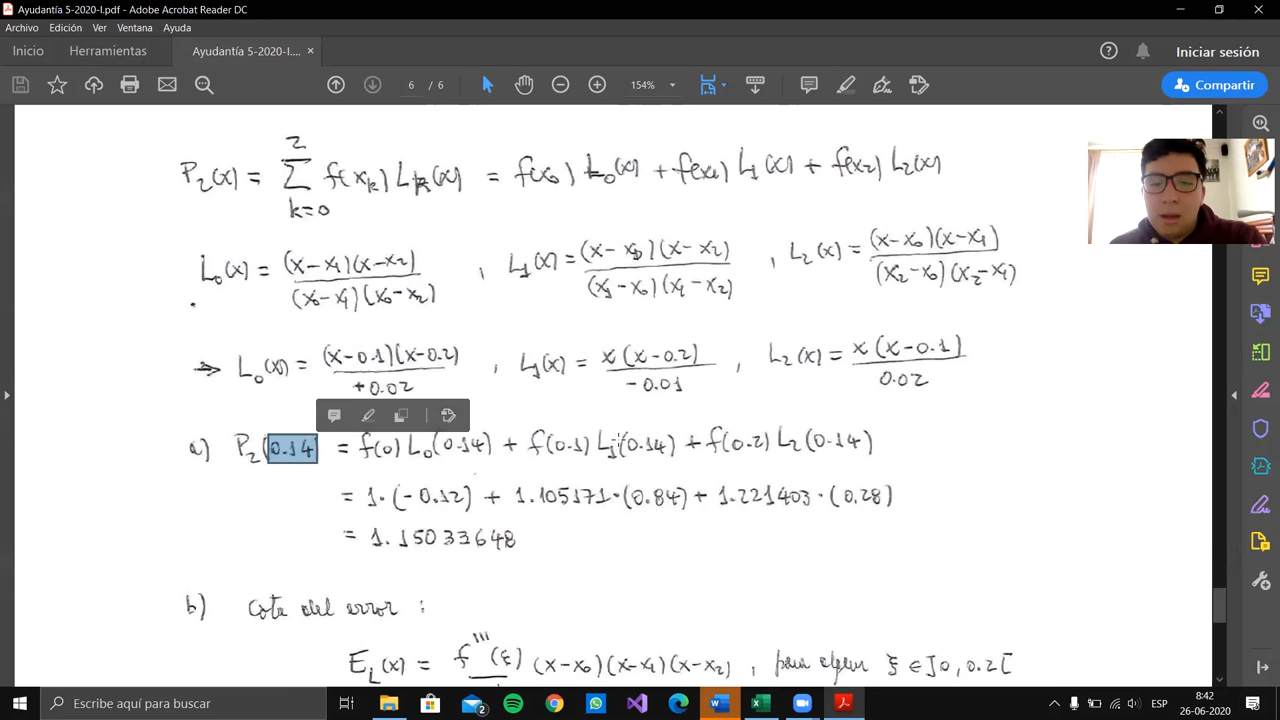 Ayudantía 5-2020-I.pdf - Adobe Acrobat Reader DC
Archivo Edición Ver Ventana Ayuda
Inicio Herramientas Ayudantía 5-2020-I.... × Iniciar sesión
6 / 6 154% Compartir
P₂(x) = Σ_{k=0}^{2} f(x_k) L_k(x) = f(x₀) L₀(x) + f(x₁) L₁(x) + f(x₂) L₂(x)
L₀(x) = (x-x₁)(x-x₂) / (x₀-x₁)(x₀-x₂) , L₁(x) = (x-x₀)(x-x₂) / (x₁-x₀)(x₁-x₂) , L₂(x) = (x-x₀)(x-x₁) / (x₂-x₀)(x₂-x₁)
⇒ L₀(x) = (x-0.1)(x-0.2) / +0.02 , L₁(x) = x(x-0.2) / -0.01 , L₂(x) = x(x-0.1) / 0.02
a) P₂(0.14) = f(0) L₀(0.14) + f(0.1) L₁(0.14) + f(0.2) L₂(0.14)
= 1·(-0.12) + 1.105171·(0.84) + 1.221403·(0.28)
= 1.15033648
b) Cota del error :
E_L(x) = f'''(ξ) (x-x₀)(x-x₁)(x-x₂) , para algún ξ ∈ ]0, 0.2[
Escribe aquí para buscar
2
ESP
8:42
26-06-2020